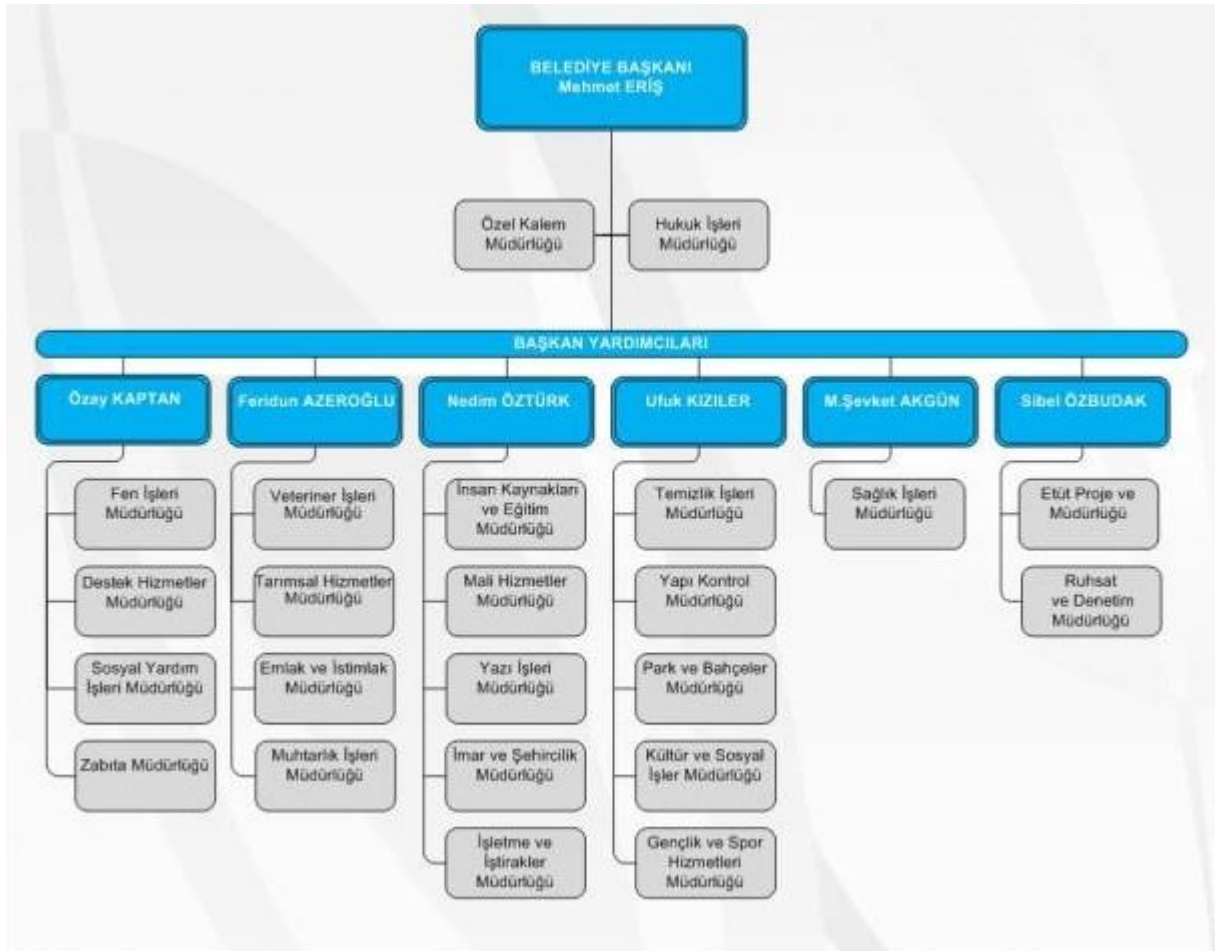 BELEDİYE BAŞKANI
Mehmet ERİŞ
Özel Kalem
Müdürlüğü
Hukuk İşleri
Müdürlüğü
BAŞKAN YARDIMCILARI
Özay KAPTAN
Feridun AZEROĞLU
Nedim ÖZTÜRK
Ufuk KIZILER
M.Şevket AKGÜN
Sibel ÖZBUDAK
Fen İşleri
Müdürlüğü
Destek Hizmetler
Müdürlüğü
Sosyal Yardım
İşleri Müdürlüğü
Zabıta Müdürlüğü
Veteriner İşleri
Müdürlüğü
Tarımsal Hizmetler
Müdürlüğü
Emlak ve İstimlak
Müdürlüğü
Muhtarlık İşleri
Müdürlüğü
İnsan Kaynakları
ve Eğitim
Müdürlüğü
Mali Hizmetler
Müdürlüğü
Yazı İşleri
Müdürlüğü
İmar ve Şehircilik
Müdürlüğü
İşletme ve
İştirakler
Müdürlüğü
Temizlik İşleri
Müdürlüğü
Yapı Kontrol
Müdürlüğü
Park ve Bahçeler
Müdürlüğü
Kültür ve Sosyal
İşler Müdürlüğü
Gençlik ve Spor
Hizmetleri
Müdürlüğü
Sağlık İşleri
Müdürlüğü
Etüt Proje ve
Müdürlüğü
Ruhsat
ve Denetim
Müdürlüğü